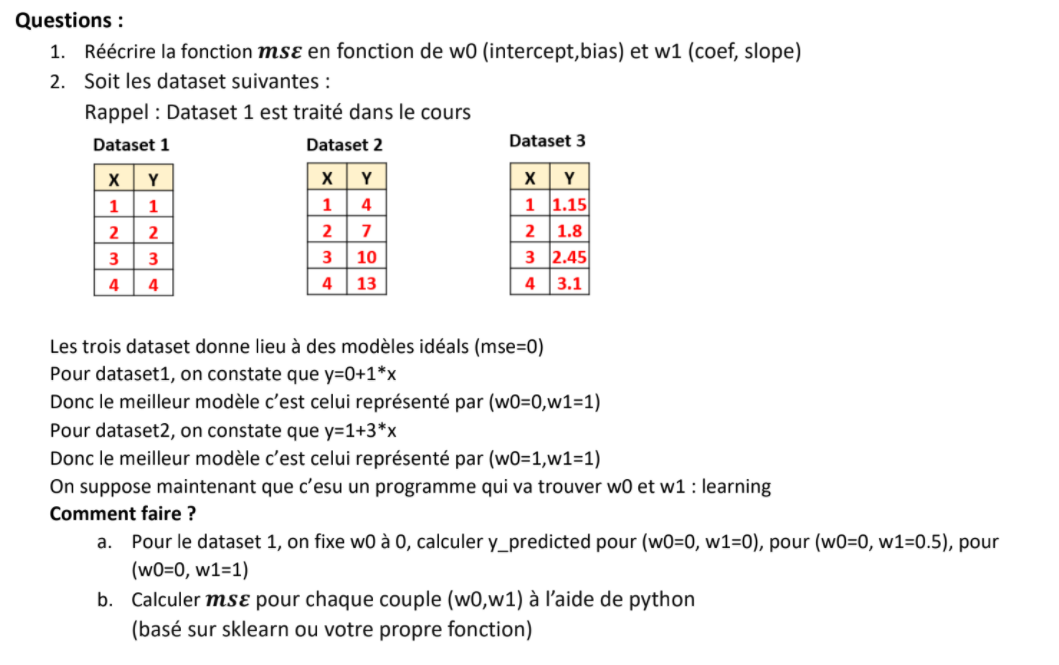 Questions :
1. Réécrire la fonction mse en fonction de w0 (intercept,bias) et w1 (coef, slope)
2. Soit les dataset suivantes :
Rappel : Dataset 1 est traité dans le cours
Dataset 1 Dataset 2 Dataset 3
X Y X Y X Y
1 1 1 4 1 1.15
2 2 2 7 2 1.8
3 3 3 10 3 2.45
4 4 4 13 4 3.1
Les trois dataset donne lieu à des modèles idéals (mse=0)
Pour dataset1, on constate que y=0+1*x
Donc le meilleur modèle c’est celui représenté par (w0=0,w1=1)
Pour dataset2, on constate que y=1+3*x
Donc le meilleur modèle c’est celui représenté par (w0=1,w1=1)
On suppose maintenant que c’esu un programme qui va trouver w0 et w1 : learning
Comment faire ?
a. Pour le dataset 1, on fixe w0 à 0, calculer y_predicted pour (w0=0, w1=0), pour (w0=0, w1=0.5), pour
(w0=0, w1=1)
b. Calculer msε pour chaque couple (w0,w1) à l’aide de python
(basé sur sklearn ou votre propre fonction)